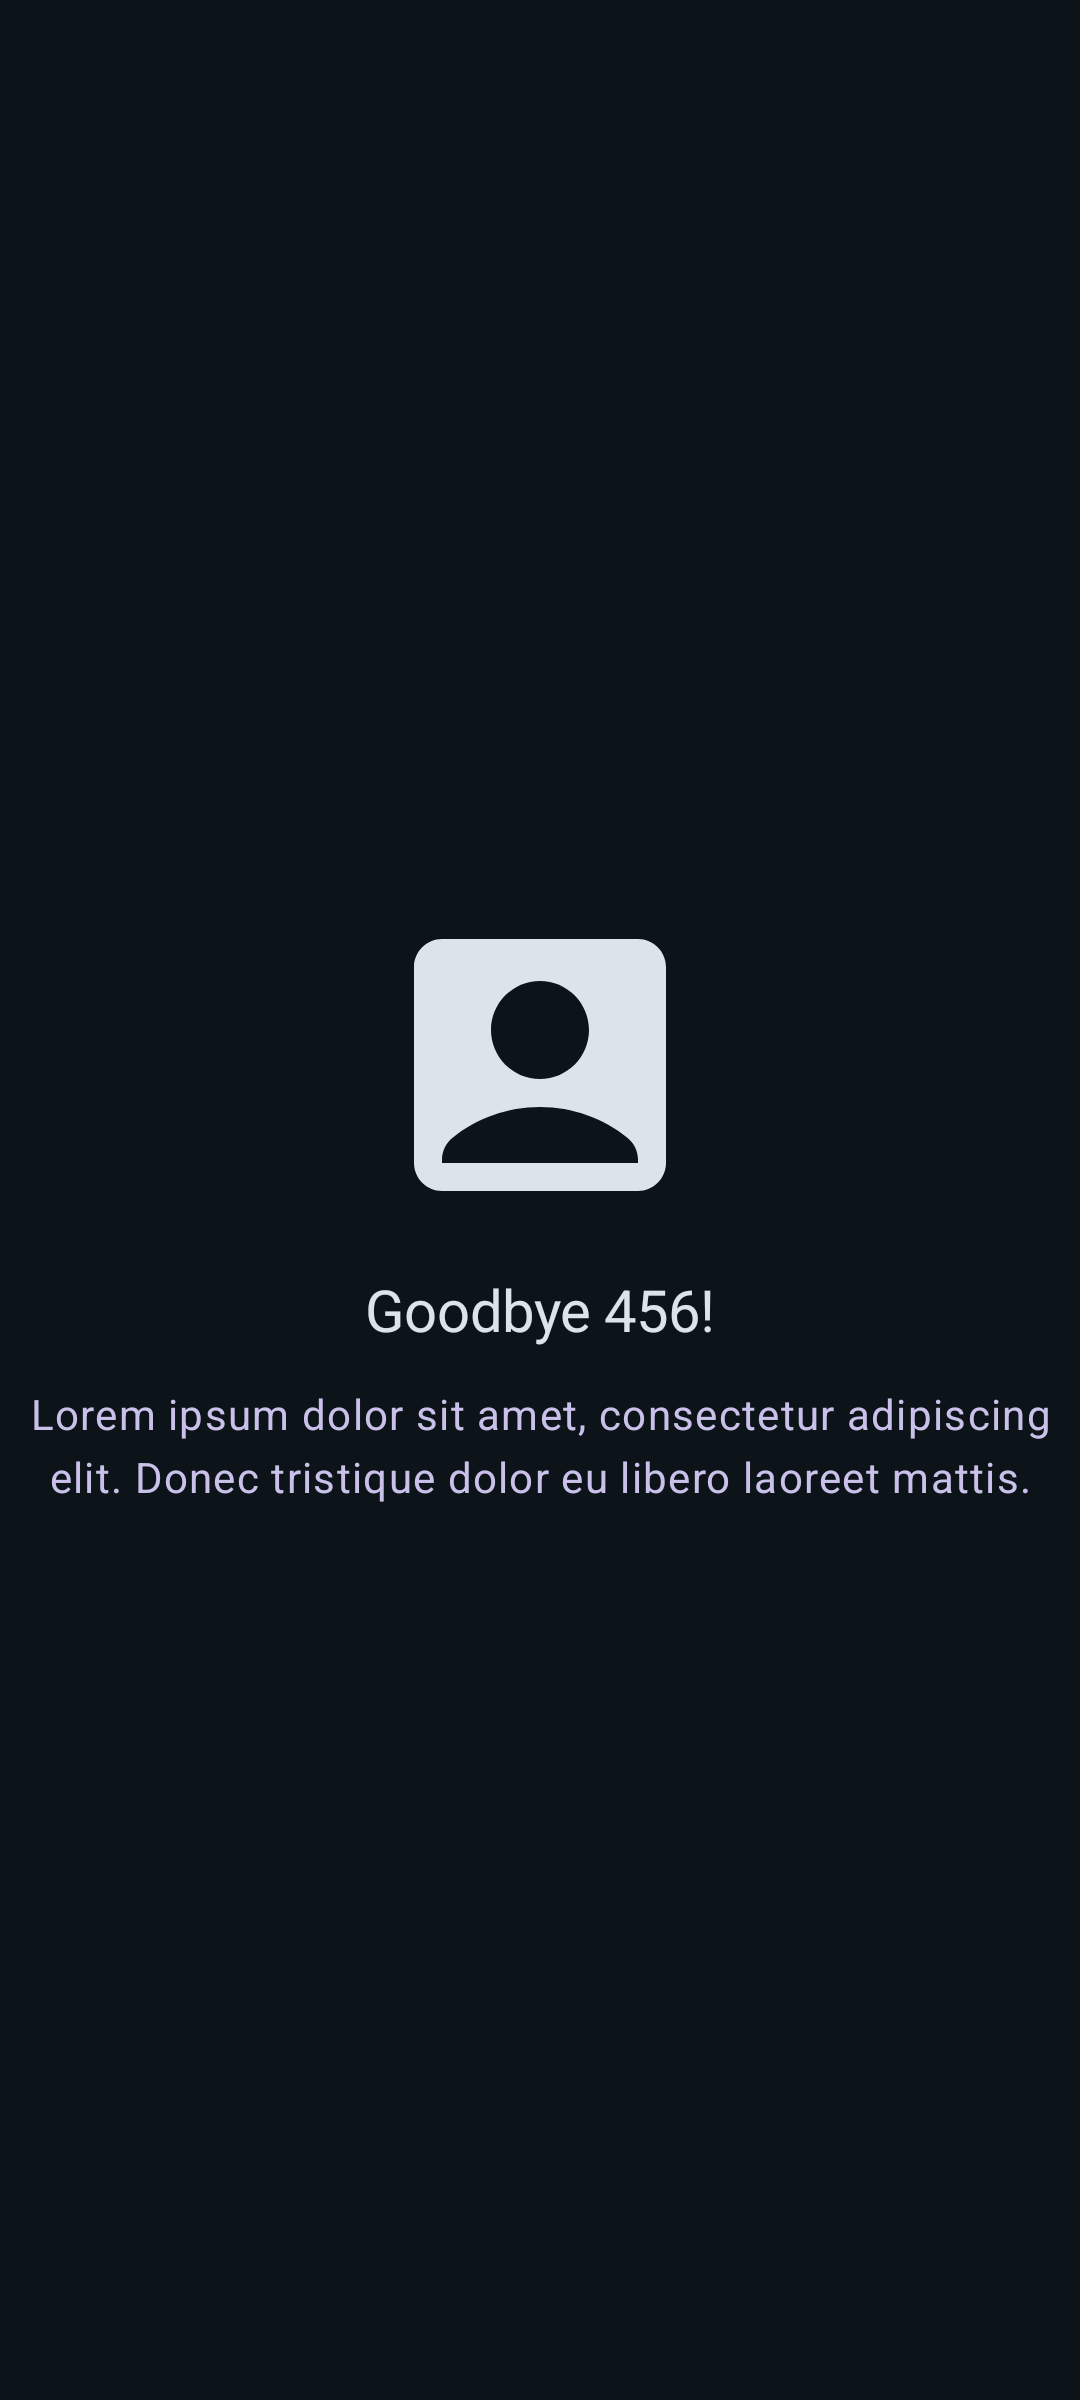 Goodbye 456!
Lorem ipsum dolor sit amet, consectetur adipiscing
elit. Donec tristique dolor eu libero laoreet mattis.